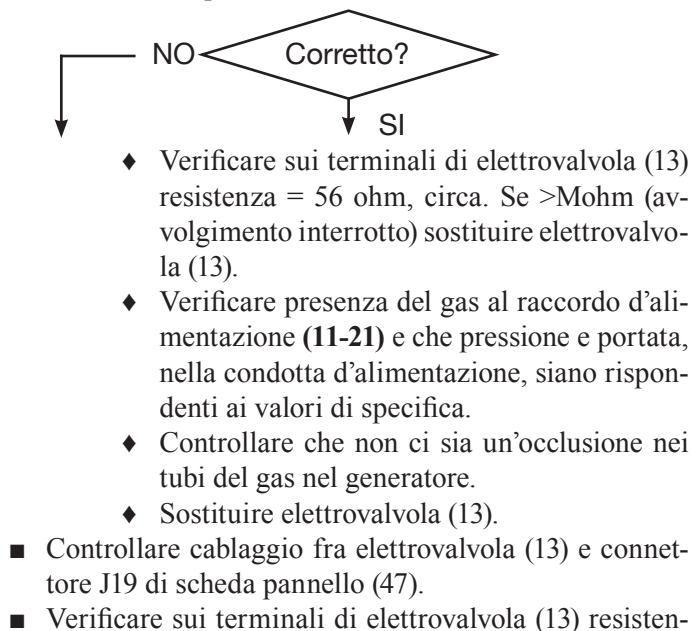 NO
Corretto?
SI
♦ Verificare sui terminali di elettrovalvola (13)
resistenza = 56 ohm, circa. Se >Mohm (av-
volgimento interrotto) sostituire elettrovalvo-
la (13).
♦ Verificare presenza del gas al raccordo d'ali-
mentazione (11-21) e che pressione e portata,
nella condotta d'alimentazione, siano rispon-
denti ai valori di specifica.
♦ Controllare che non ci sia un'occlusione nei
tubi del gas nel generatore.
♦ Sostituire elettrovalvola (13).
■ Controllare cablaggio fra elettrovalvola (13) e connet-
tore J19 di scheda pannello (47).
■ Verificare sui terminali di elettrovalvola (13) resisten-